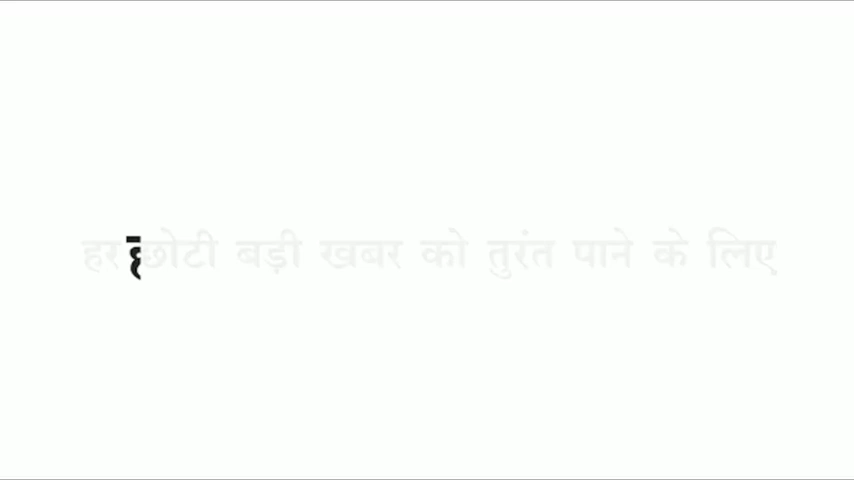 हर छोटी बड़ी खबर को तुरंत पाने के लिए